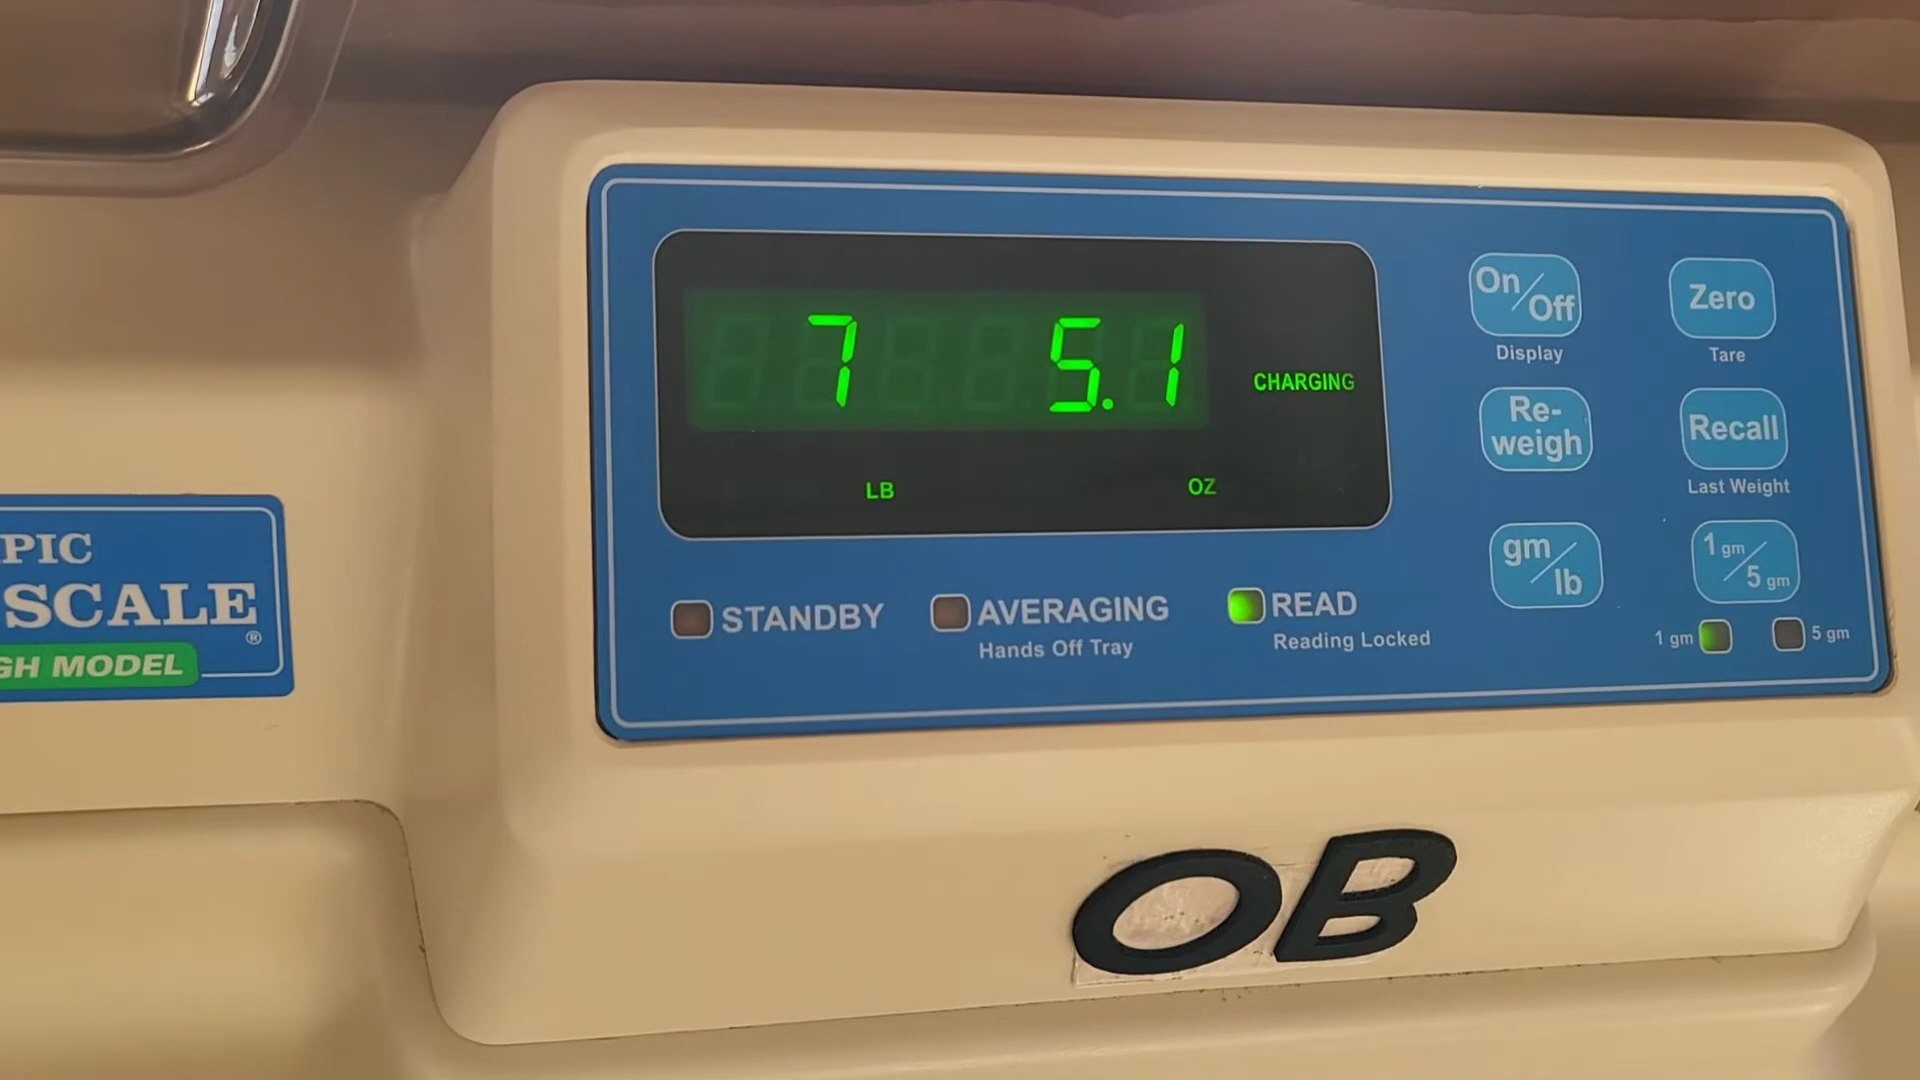 7 5.1
CHARGING
LB OZ
STANDBY
AVERAGING
Hands Off Tray
READ
Reading Locked
On/Off
Display
Zero
Tare
Re-
weigh
Recall
Last Weight
gm/lb
1 gm/5 gm
1 gm
5 gm
PIC
SCALE
®
GH MODEL
OB